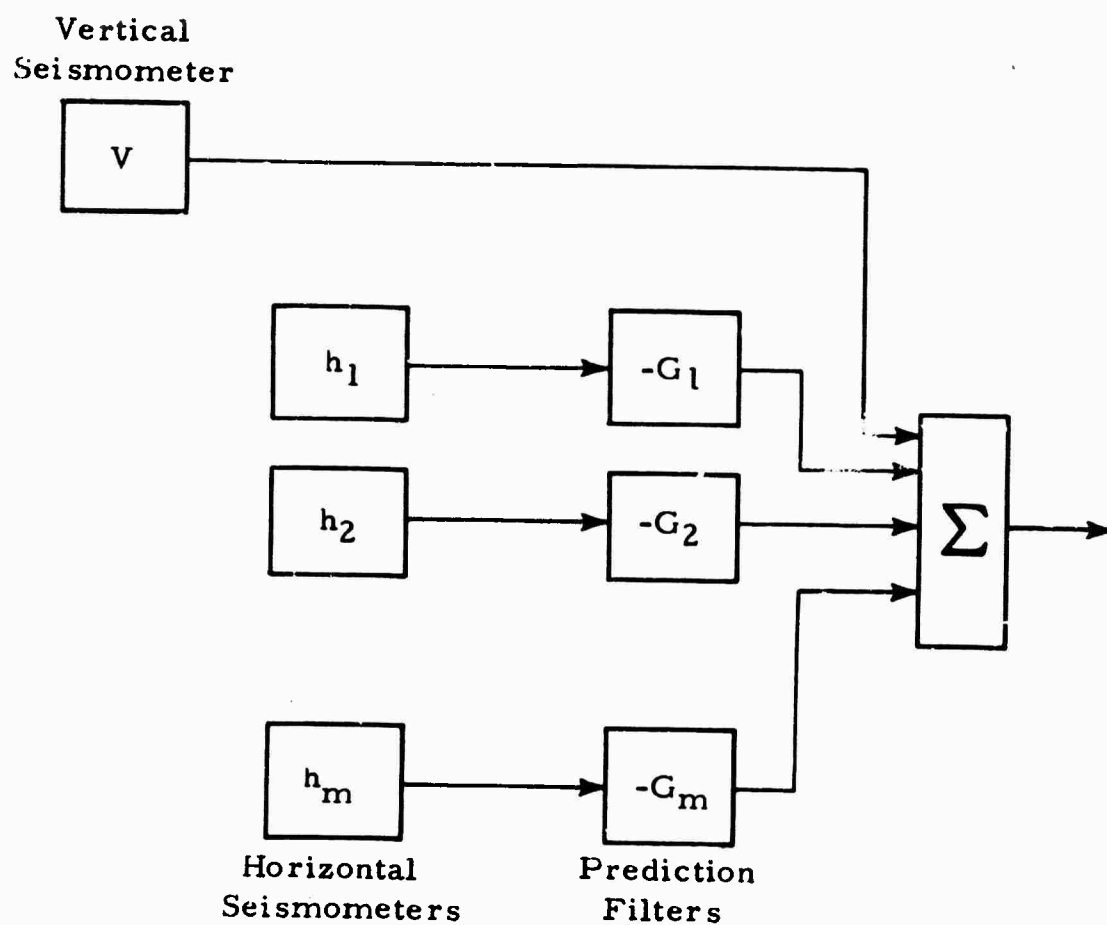 Vertical
Seismometer
V
h1
-G1
h2
-G2
Σ
hm
-Gm
Horizontal
Seismometers
Prediction
Filters